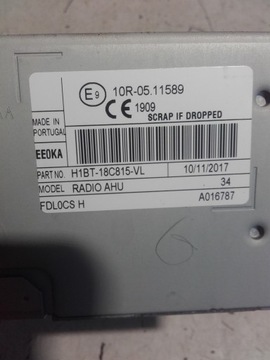 E9 10R-05.11589
CE 1909
SCRAP IF DROPPED
MADE IN
PORTUGAL
EE0KA
PART NO. H1BT-18C815-VL 10/11/2017
MODEL RADIO AHU 34
FDL0CS H A016787
6